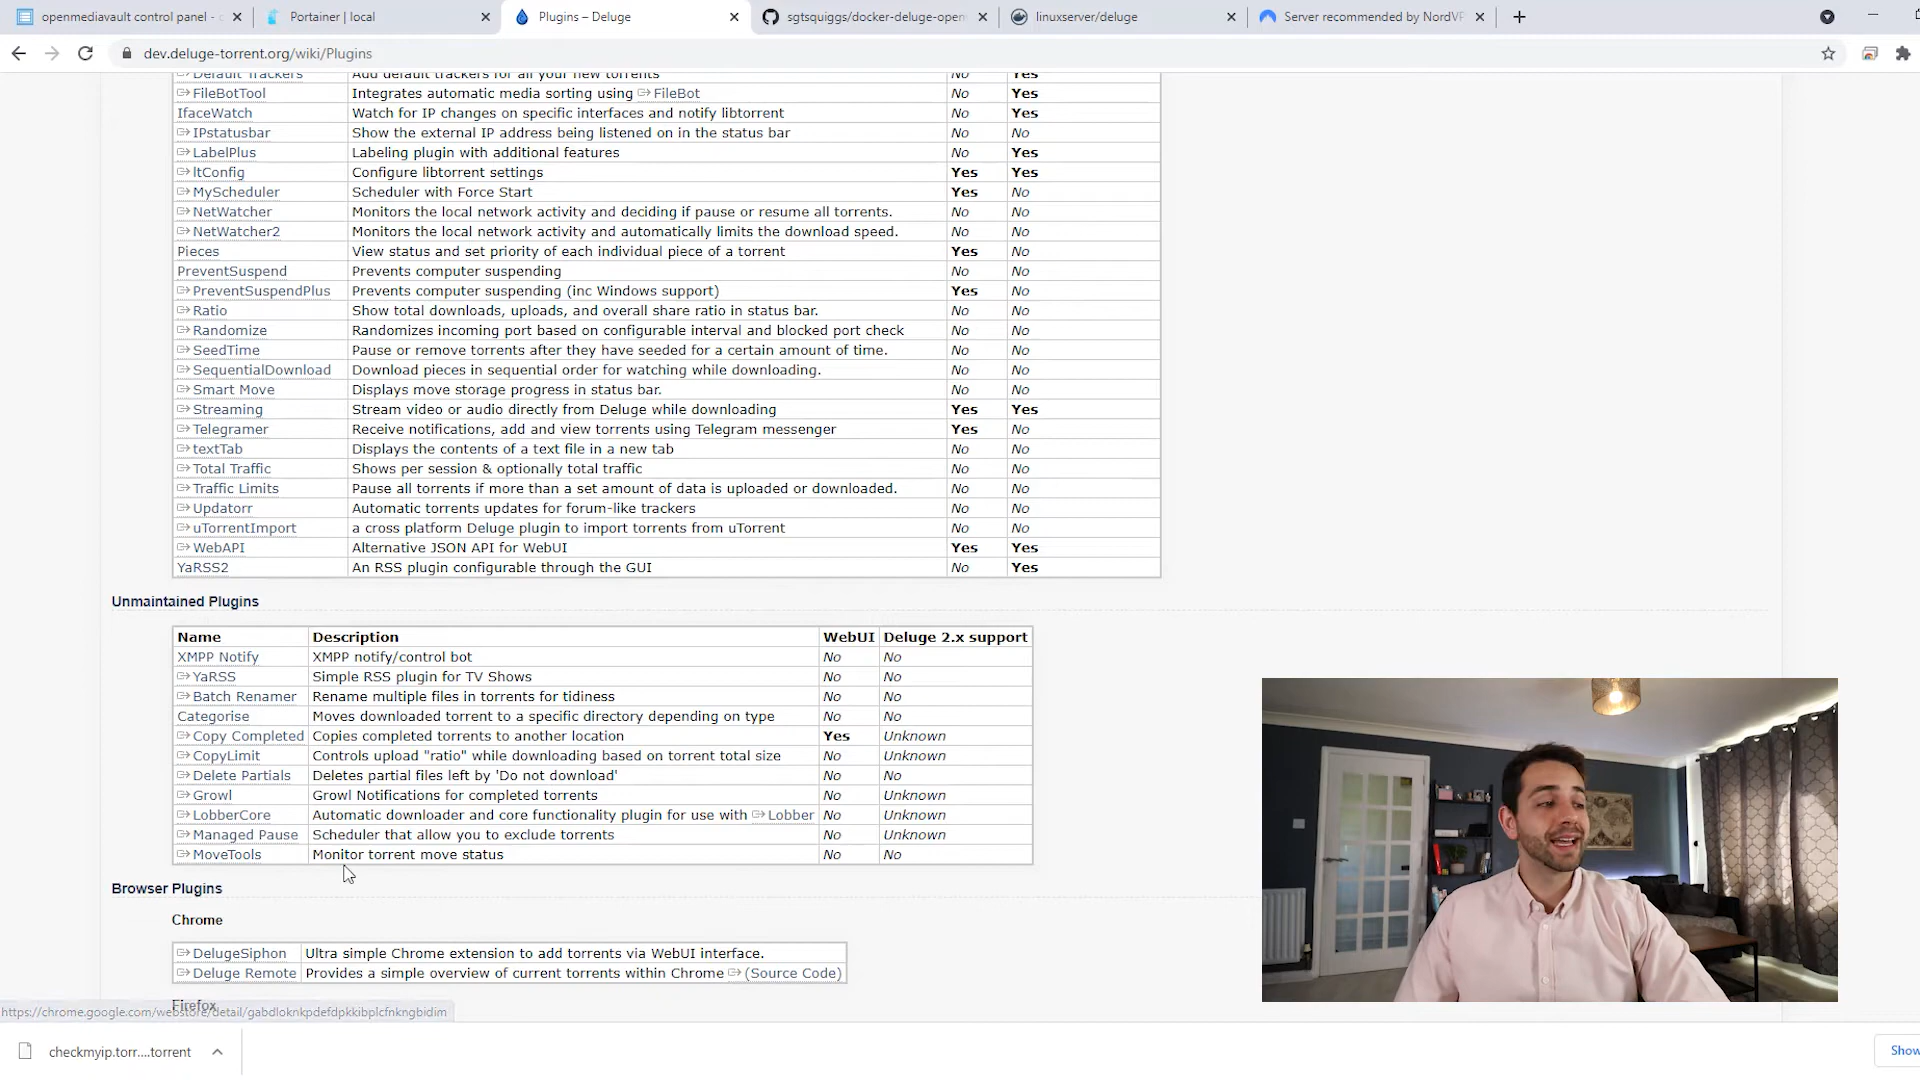 openmediavault control panel -
Portainer | local
Plugins – Deluge
sgtsquiggs/docker-deluge-open
linuxserver/deluge
Server recommended by NordVP
dev.deluge-torrent.org/wiki/Plugins
Default Trackers Add default trackers for all your new torrents No Yes
FileBotTool Integrates automatic media sorting using FileBot No Yes
IfaceWatch Watch for IP changes on specific interfaces and notify libtorrent No Yes
IPstatusbar Show the external IP address being listened on in the status bar No No
LabelPlus Labeling plugin with additional features No Yes
ltConfig Configure libtorrent settings Yes Yes
MyScheduler Scheduler with Force Start Yes No
NetWatcher Monitors the local network activity and deciding if pause or resume all torrents. No No
NetWatcher2 Monitors the local network activity and automatically limits the download speed. No No
Pieces View status and set priority of each individual piece of a torrent Yes No
PreventSuspend Prevents computer suspending No No
PreventSuspendPlus Prevents computer suspending (inc Windows support) Yes No
Ratio Show total downloads, uploads, and overall share ratio in status bar. No No
Randomize Randomizes incoming port based on configurable interval and blocked port check No No
SeedTime Pause or remove torrents after they have seeded for a certain amount of time. No No
SequentialDownload Download pieces in sequential order for watching while downloading. No No
Smart Move Displays move storage progress in status bar. No No
Streaming Stream video or audio directly from Deluge while downloading Yes Yes
Telegramer Receive notifications, add and view torrents using Telegram messenger Yes No
textTab Displays the contents of a text file in a new tab No No
Total Traffic Shows per session & optionally total traffic No No
Traffic Limits Pause all torrents if more than a set amount of data is uploaded or downloaded. No No
Updatorr Automatic torrents updates for forum-like trackers No No
uTorrentImport a cross platform Deluge plugin to import torrents from uTorrent No No
WebAPI Alternative JSON API for WebUI Yes Yes
YaRSS2 An RSS plugin configurable through the GUI No Yes
Unmaintained Plugins
Name Description WebUI Deluge 2.x support
XMPP Notify XMPP notify/control bot No No
YaRSS Simple RSS plugin for TV Shows No No
Batch Renamer Rename multiple files in torrents for tidiness No No
Categorise Moves downloaded torrent to a specific directory depending on type No No
Copy Completed Copies completed torrents to another location Yes Unknown
CopyLimit Controls upload "ratio" while downloading based on torrent total size No Unknown
Delete Partials Deletes partial files left by 'Do not download' No No
Growl Growl Notifications for completed torrents No Unknown
LobberCore Automatic downloader and core functionality plugin for use with Lobber No Unknown
Managed Pause Scheduler that allow you to exclude torrents No Unknown
MoveTools Monitor torrent move status No No
Browser Plugins
Chrome
DelugeSiphon Ultra simple Chrome extension to add torrents via WebUI interface.
Deluge Remote Provides a simple overview of current torrents within Chrome (Source Code)
Firefox
https://chrome.google.com/webstore/detail/gabdloknkpdefdpkkibplcfnkngbidim
checkmyip.torr....torrent
Show